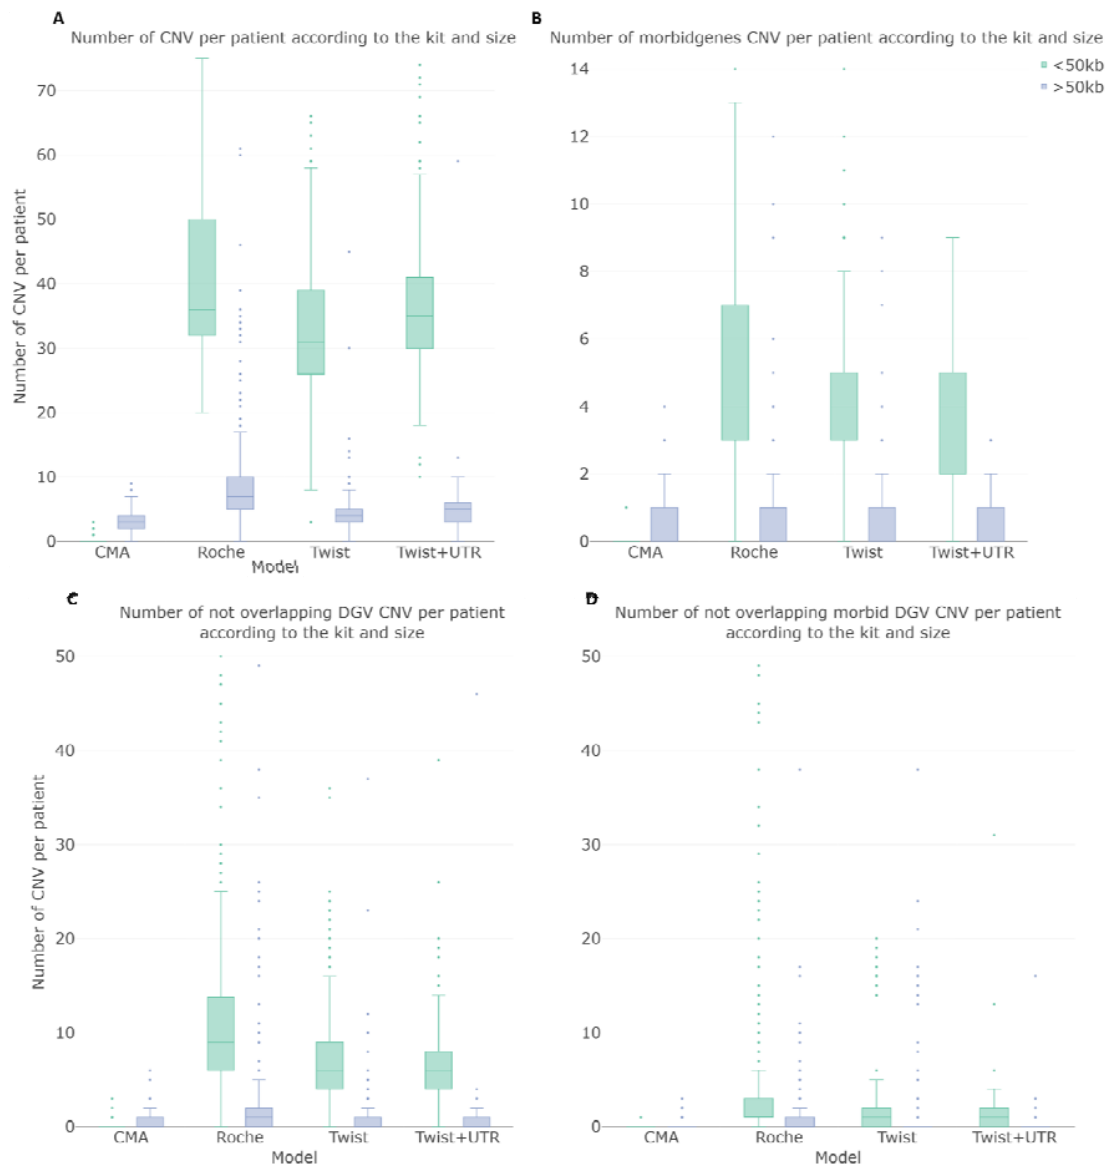 A
Number of CNV per patient according to the kit and size
70
60
50
40
30
20
10
0
Number of CNV per patient
CMA Roche Twist Twist+UTR
Model
B
Number of morbidgenes CNV per patient according to the kit and size
<50kb
>50kb
14
12
10
8
6
4
2
0
CMA Roche Twist Twist+UTR
C
Number of not overlapping DGV CNV per patient
according to the kit and size
50
40
30
20
10
0
Number of CNV per patient
CMA Roche Twist Twist+UTR
Model
D
Number of not overlapping morbid DGV CNV per patient
according to the kit and size
50
40
30
20
10
0
CMA Roche Twist Twist+UTR
Model